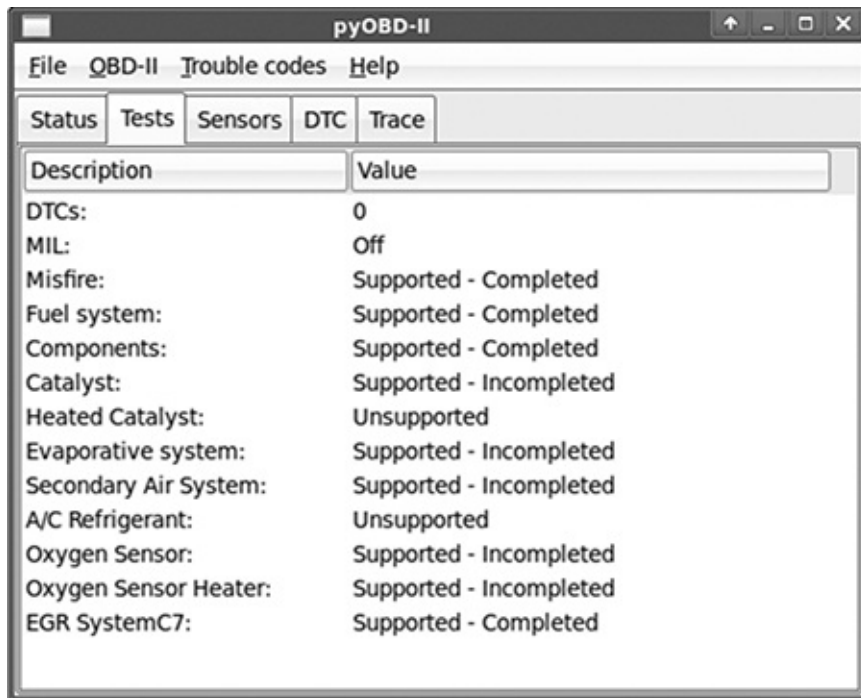 pyOBD-II
File OBD-II Trouble codes Help
Status Tests Sensors DTC Trace
Description Value
DTCs: 0
MIL: Off
Misfire: Supported - Completed
Fuel system: Supported - Completed
Components: Supported - Completed
Catalyst: Supported - Incompleted
Heated Catalyst: Unsupported
Evaporative system: Supported - Incompleted
Secondary Air System: Supported - Incompleted
A/C Refrigerant: Unsupported
Oxygen Sensor: Supported - Incompleted
Oxygen Sensor Heater: Supported - Incompleted
EGR SystemC7: Supported - Completed